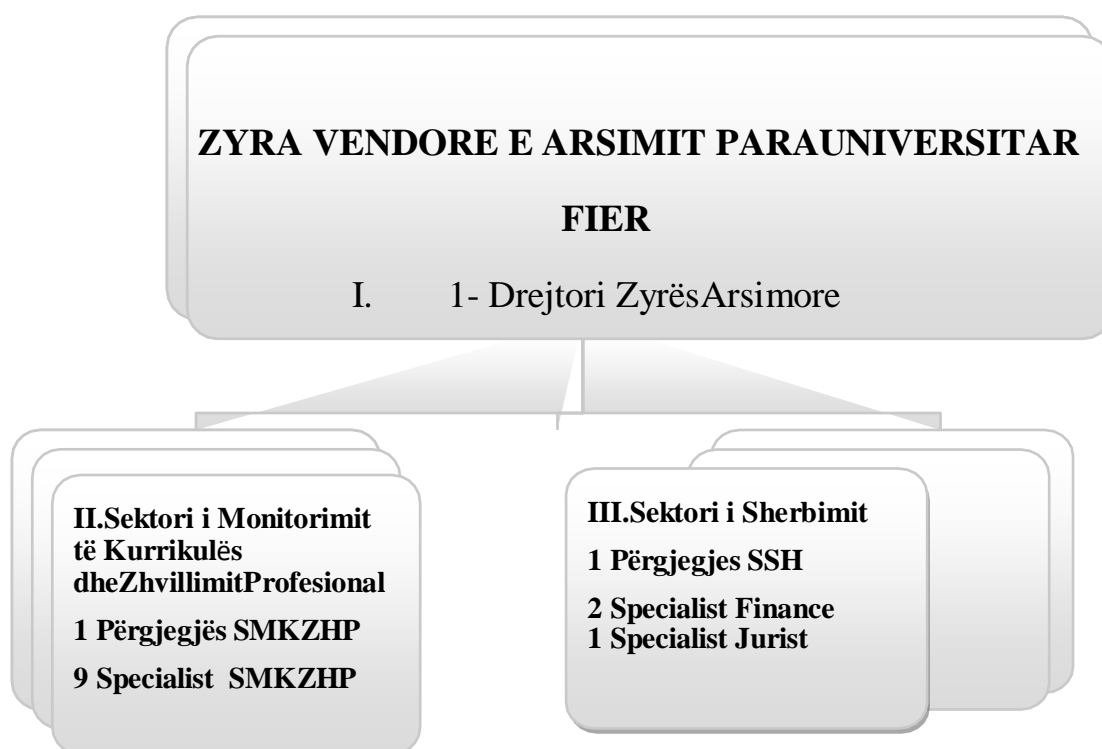 ZYRA VENDORE E ARSIMIT PARAUNIVERSITAR
FIER
I. 1- Drejtori ZyrësArsimore
II.Sektori i Monitorimit
të Kurrikulës
dheZhvillimitProfesional
1 Përgjegjës SMKZHP
9 Specialist SMKZHP
III.Sektori i Sherbimit
1 Përgjegjes SSH
2 Specialist Finance
1 Specialist Jurist